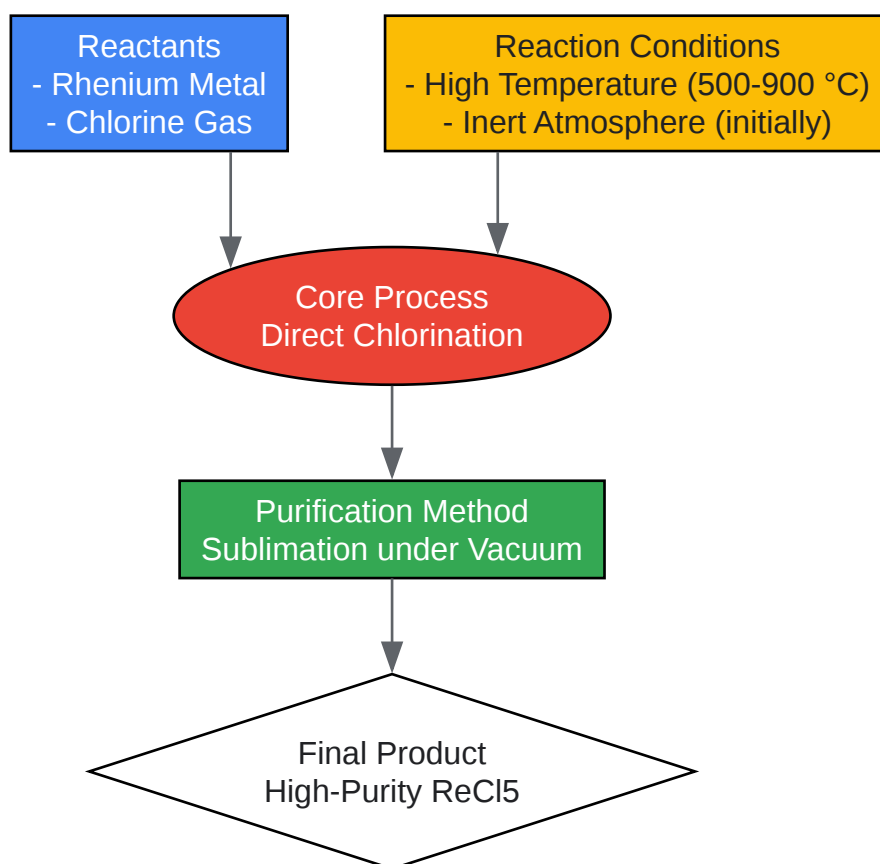 Reactants
- Rhenium Metal
- Chlorine Gas
Reaction Conditions
- High Temperature (500-900 °C)
- Inert Atmosphere (initially)
Core Process
Direct Chlorination
Purification Method
Sublimation under Vacuum
Final Product
High-Purity ReCl5